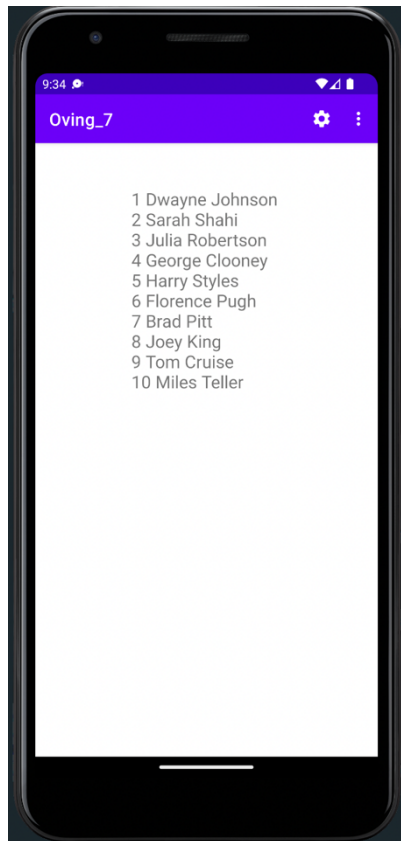 9:34
Oving_7
1 Dwayne Johnson
2 Sarah Shahi
3 Julia Robertson
4 George Clooney
5 Harry Styles
6 Florence Pugh
7 Brad Pitt
8 Joey King
9 Tom Cruise
10 Miles Teller